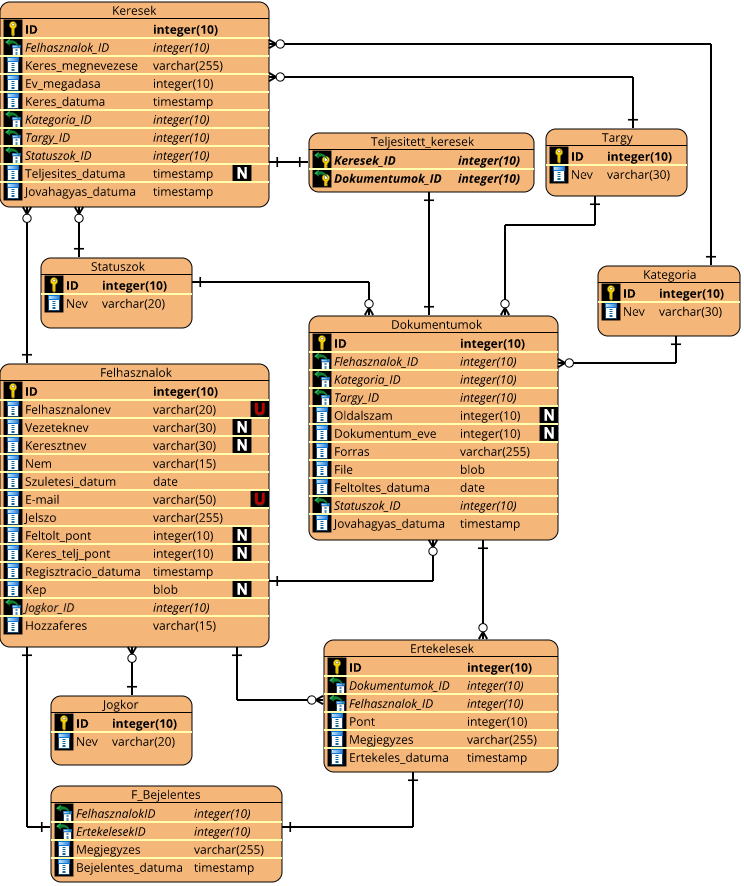 Keresek
ID integer(10)
Felhasznalok_ID integer(10)
Keres_megnevezese varchar(255)
Ev_megadasa integer(10)
Keres_datuma timestamp
Kategoria_ID integer(10)
Targy_ID integer(10)
Statuszok_ID integer(10)
Teljesites_datuma timestamp N
Jovahagyas_datuma timestamp
Teljesitett_keresek
Keresek_ID integer(10)
Dokumentumok_ID integer(10)
Targy
ID integer(10)
Nev varchar(30)
Statuszok
ID integer(10)
Nev varchar(20)
Kategoria
ID integer(10)
Nev varchar(30)
Dokumentumok
ID integer(10)
Flehasznalok_ID integer(10)
Kategoria_ID integer(10)
Targy_ID integer(10)
Oldalszam integer(10) N
Dokumentum_eve integer(10) N
Forras varchar(255)
File blob
Feltoltes_datuma date
Statuszok_ID integer(10)
Jovahagyas_datuma timestamp
Felhasznalok
ID integer(10)
Felhasznalonev varchar(20) U
Vezeteknev varchar(30) N
Keresztnev varchar(30) N
Nem varchar(15)
Szuletesi_datum date
E-mail varchar(50) U
Jelszo varchar(255)
Feltolt_pont integer(10) N
Keres_telj_pont integer(10) N
Regisztracio_datuma timestamp
Kep blob N
Jogkor_ID integer(10)
Hozzaferes varchar(15)
Ertekelesek
ID integer(10)
Dokumentumok_ID integer(10)
Felhasznalok_ID integer(10)
Pont integer(10)
Megjegyzes varchar(255)
Ertekeles_datuma timestamp
Jogkor
ID integer(10)
Nev varchar(20)
F_Bejelentes
FelhasznalokID integer(10)
ErtekelesekID integer(10)
Megjegyzes varchar(255)
Bejelentes_datuma timestamp